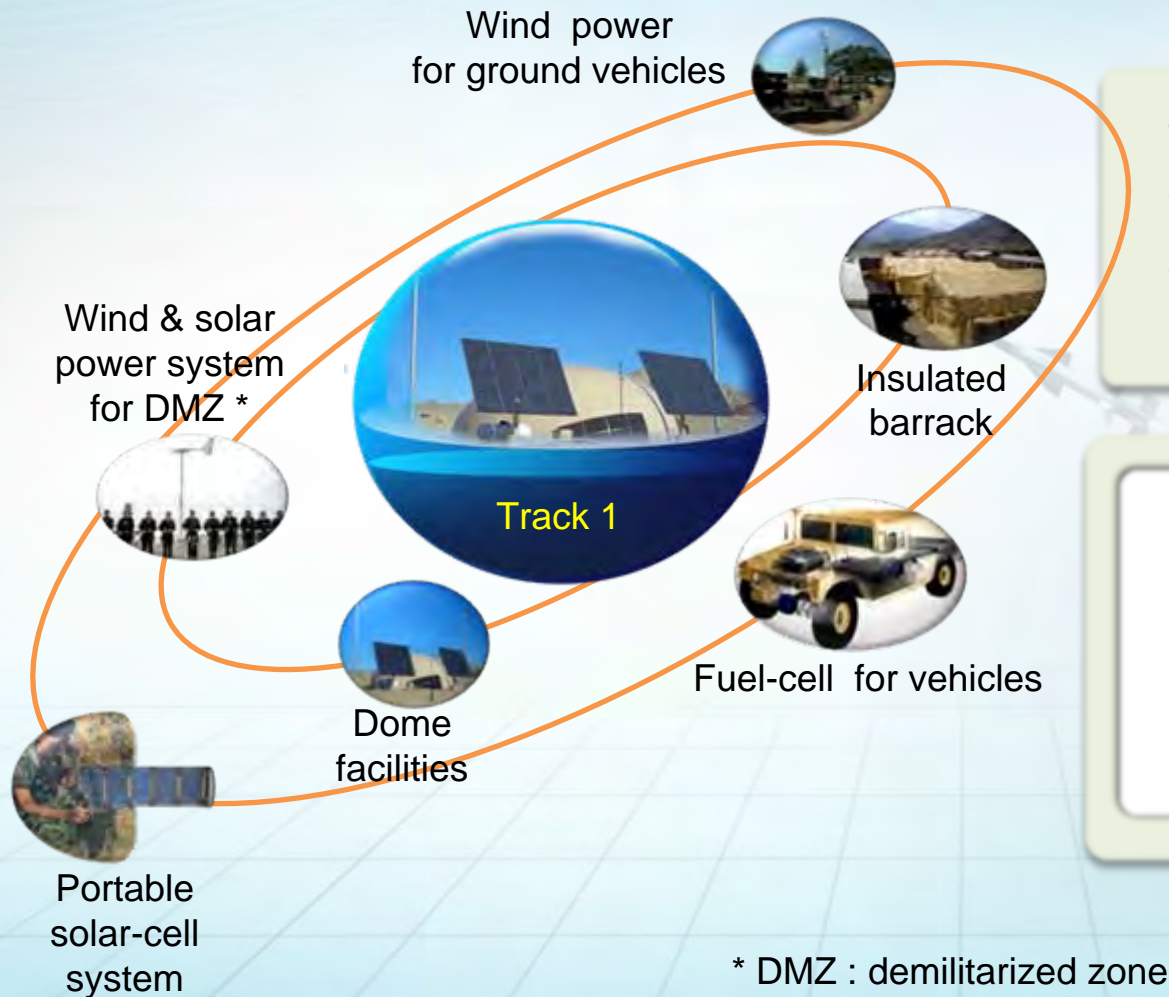 Wind power
for ground vehicles
Wind & solar
power system
for DMZ *
Insulated
barrack
Track 1
Fuel-cell for vehicles
Dome
facilities
Portable
solar-cell
system
* DMZ : demilitarized zone